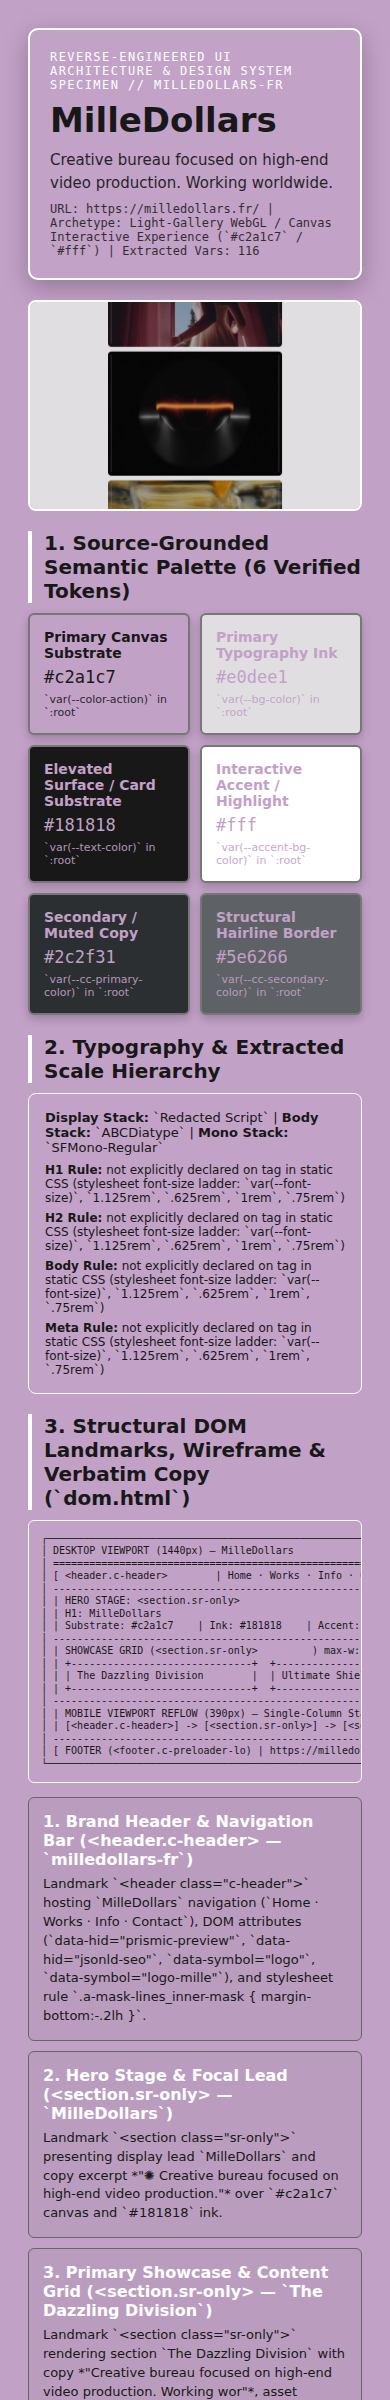 REVERSE-ENGINEERED UI
ARCHITECTURE & DESIGN SYSTEM
SPECIMEN // MILLEDOLLARS-FR
MilleDollars
Creative bureau focused on high-end
video production. Working worldwide.
URL: https://milledollars.fr/ |
Archetype: Light-Gallery WebGL / Canvas
Interactive Experience (`#c2a1c7` /
`#fff`) | Extracted Vars: 116
1. Source-Grounded
Semantic Palette (6 Verified
Tokens)
Primary Canvas
Substrate
#c2a1c7
`var(--color-action)` in
`:root`
Primary
Typography Ink
#e0dee1
`var(--bg-color)` in
`:root`
Elevated
Surface / Card
Substrate
#181818
`var(--text-color)` in
`:root`
Interactive
Accent /
Highlight
#fff
`var(--accent-bg-
color)` in `:root`
Secondary /
Muted Copy
#2c2f31
`var(--cc-primary-
color)` in `:root`
Structural
Hairline Border
#5e6266
`var(--cc-secondary-
color)` in `:root`
2. Typography & Extracted
Scale Hierarchy
Display Stack: `Redacted Script` | Body
Stack: `ABCDiatype` | Mono Stack:
`SFMono-Regular`
H1 Rule: not explicitly declared on tag in static
CSS (stylesheet font-size ladder: `var(--font-
size)`, `1.125rem`, `.625rem`, `1rem`, `.75rem`)
H2 Rule: not explicitly declared on tag in static
CSS (stylesheet font-size ladder: `var(--font-
size)`, `1.125rem`, `.625rem`, `1rem`, `.75rem`)
Body Rule: not explicitly declared on tag in
static CSS (stylesheet font-size ladder: `var(--
font-size)`, `1.125rem`, `.625rem`, `1rem`,
`.75rem`)
Meta Rule: not explicitly declared on tag in
static CSS (stylesheet font-size ladder: `var(--
font-size)`, `1.125rem`, `.625rem`, `1rem`,
`.75rem`)
3. Structural DOM
Landmarks, Wireframe &
Verbatim Copy
(`dom.html`)
DESKTOP VIEWPORT (1440px) — MilleDollars
[ <header.c-header> | Home · Works · Info ·
| HERO STAGE: <section.sr-only>
| H1: MilleDollars
| Substrate: #c2a1c7 | Ink: #181818 | Accent:
| SHOWCASE GRID (<section.sr-only> ) max-w:
| | The Dazzling Division | | Ultimate Shie
| MOBILE VIEWPORT REFLOW (390px) — Single-Column St
| [<header.c-header>] -> [<section.sr-only>] -> [<s
[ FOOTER (<footer.c-preloader-lo) | https://milledo
1. Brand Header & Navigation
Bar (<header.c-header> —
`milledollars-fr`)
Landmark `<header class="c-header">`
hosting `MilleDollars` navigation (`Home ·
Works · Info · Contact`), DOM attributes
(`data-hid="prismic-preview"`, `data-
hid="jsonld-seo"`, `data-symbol="logo"`,
`data-symbol="logo-mille"`), and stylesheet
rule `.a-mask-lines_inner-mask { margin-
bottom:-.2lh }`.
2. Hero Stage & Focal Lead
(<section.sr-only> —
`MilleDollars`)
Landmark `<section class="sr-only">`
presenting display lead `MilleDollars` and
copy excerpt *"✺ Creative bureau focused on
high-end video production."* over `#c2a1c7`
canvas and `#181818` ink.
3. Primary Showcase & Content
Grid (<section.sr-only> — `The
Dazzling Division`)
Landmark `<section class="sr-only">`
rendering section `The Dazzling Division` with
copy *"Creative bureau focused on high-end
video production. Working wor"*, asset